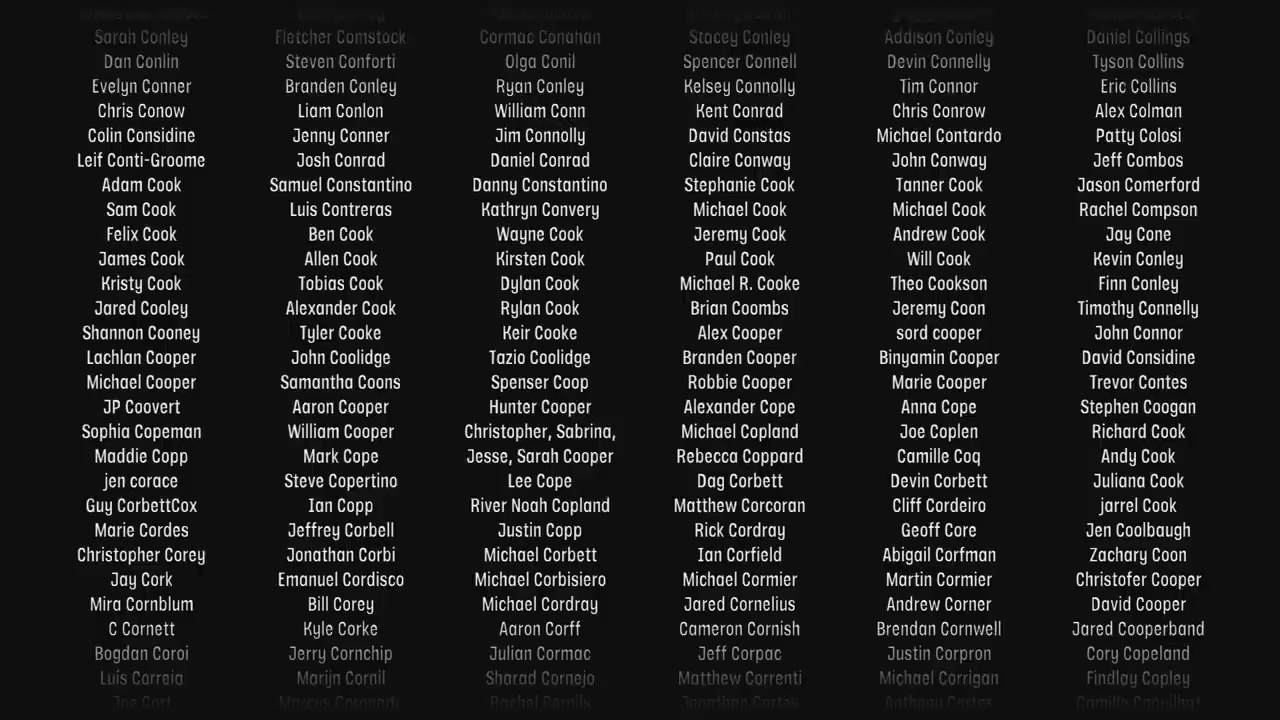 Sarah Conley
Dan Conlin
Evelyn Conner
Chris Conow
Colin Considine
Leif Conti-Groome
Adam Cook
Sam Cook
Felix Cook
James Cook
Kristy Cook
Jared Cooley
Shannon Cooney
Lachlan Cooper
Michael Cooper
JP Coovert
Sophia Copeman
Maddie Copp
jen corace
Guy CorbettCox
Marie Cordes
Christopher Corey
Jay Cork
Mira Cornblum
C Cornett
Bogdan Coroi
Luís Correia
Joe Cort
Fletcher Comstock
Steven Conforti
Branden Conley
Liam Conlon
Jenny Conner
Josh Conrad
Samuel Constantino
Luis Contreras
Ben Cook
Allen Cook
Tobias Cook
Alexander Cook
Tyler Cooke
John Coolidge
Samantha Coons
Aaron Cooper
William Cooper
Mark Cope
Steve Copertino
Ian Copp
Jeffrey Corbell
Jonathan Corbi
Emanuel Cordisco
Bill Corey
Kyle Corke
Jerry Cornchip
Marijn Cornil
Marcus Coronado
Cormac Conahan
Olga Conil
Ryan Conley
William Conn
Jim Connolly
Daniel Conrad
Danny Constantino
Kathryn Convery
Wayne Cook
Kirsten Cook
Dylan Cook
Rylan Cook
Keir Cooke
Tazio Coolidge
Spenser Coop
Hunter Cooper
Christopher, Sabrina,
Jesse, Sarah Cooper
Lee Cope
River Noah Copland
Justin Copp
Michael Corbett
Michael Corbisiero
Michael Cordray
Aaron Corff
Julian Cormac
Sharad Cornejo
Rachel
Stacey Conley
Spencer Connell
Kelsey Connolly
Kent Conrad
David Constas
Claire Conway
Stephanie Cook
Michael Cook
Jeremy Cook
Paul Cook
Michael R. Cooke
Brian Coombs
Alex Cooper
Branden Cooper
Robbie Cooper
Alexander Cope
Michael Copland
Rebecca Coppard
Dag Corbett
Matthew Corcoran
Rick Cordray
Ian Corfield
Michael Cormier
Jared Cornelius
Cameron Cornish
Jeff Corpac
Matthew Correnti
Jonathan Cortes
Addison Conley
Devin Connelly
Tim Connor
Chris Conrow
Michael Contardo
John Conway
Tanner Cook
Michael Cook
Andrew Cook
Will Cook
Theo Cookson
Jeremy Coon
sord cooper
Binyamin Cooper
Marie Cooper
Anna Cope
Joe Coplen
Camille Coq
Devin Corbett
Cliff Cordeiro
Geoff Core
Abigail Corfman
Martin Cormier
Andrew Corner
Brendan Cornwell
Justin Corpron
Michael Corrigan
Anthony Cortes
Daniel Collings
Tyson Collins
Eric Collins
Alex Colman
Patty Colosi
Jeff Combos
Jason Comerford
Rachel Compson
Jay Cone
Kevin Conley
Finn Conley
Timothy Connelly
John Connor
David Considine
Trevor Contes
Stephen Coogan
Richard Cook
Andy Cook
Juliana Cook
jarrel Cook
Jen Coolbaugh
Zachary Coon
Christofer Cooper
David Cooper
Jared Cooperband
Cory Copeland
Findlay Copley
Camille Coquilhat